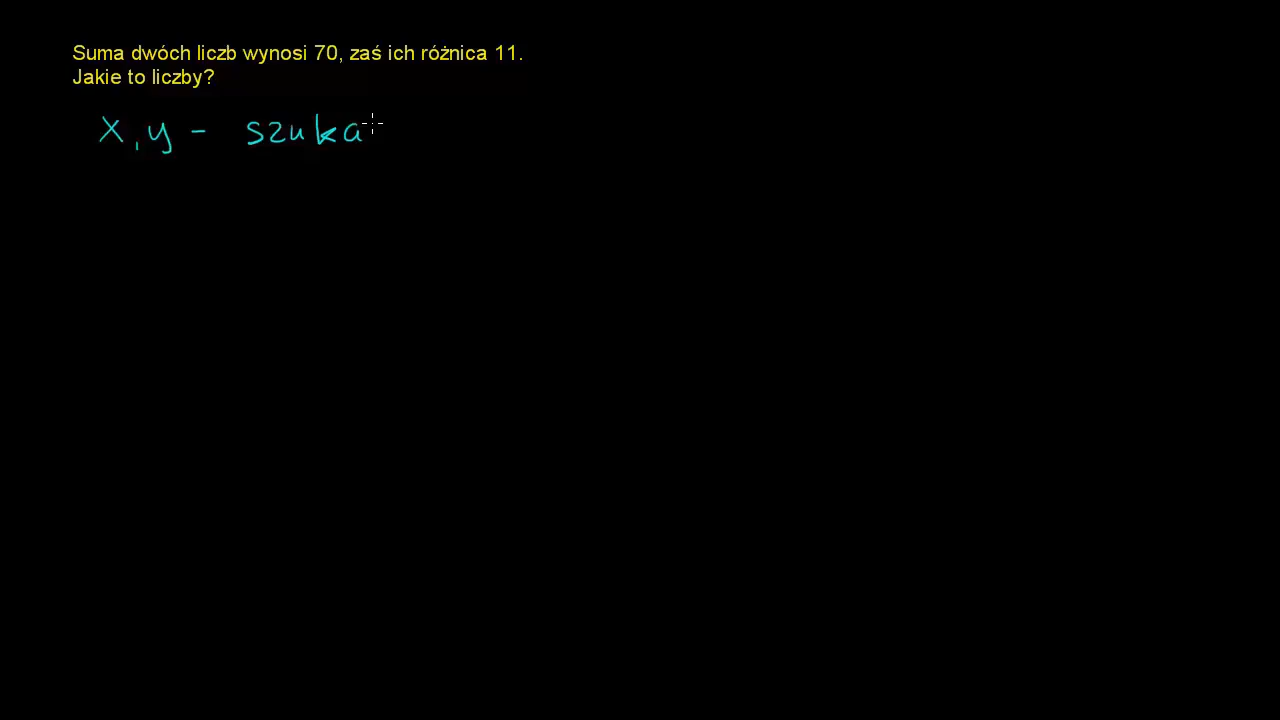 Suma dwóch liczb wynosi 70, zaś ich różnica 11.
Jakie to liczby?
x, y - szuka